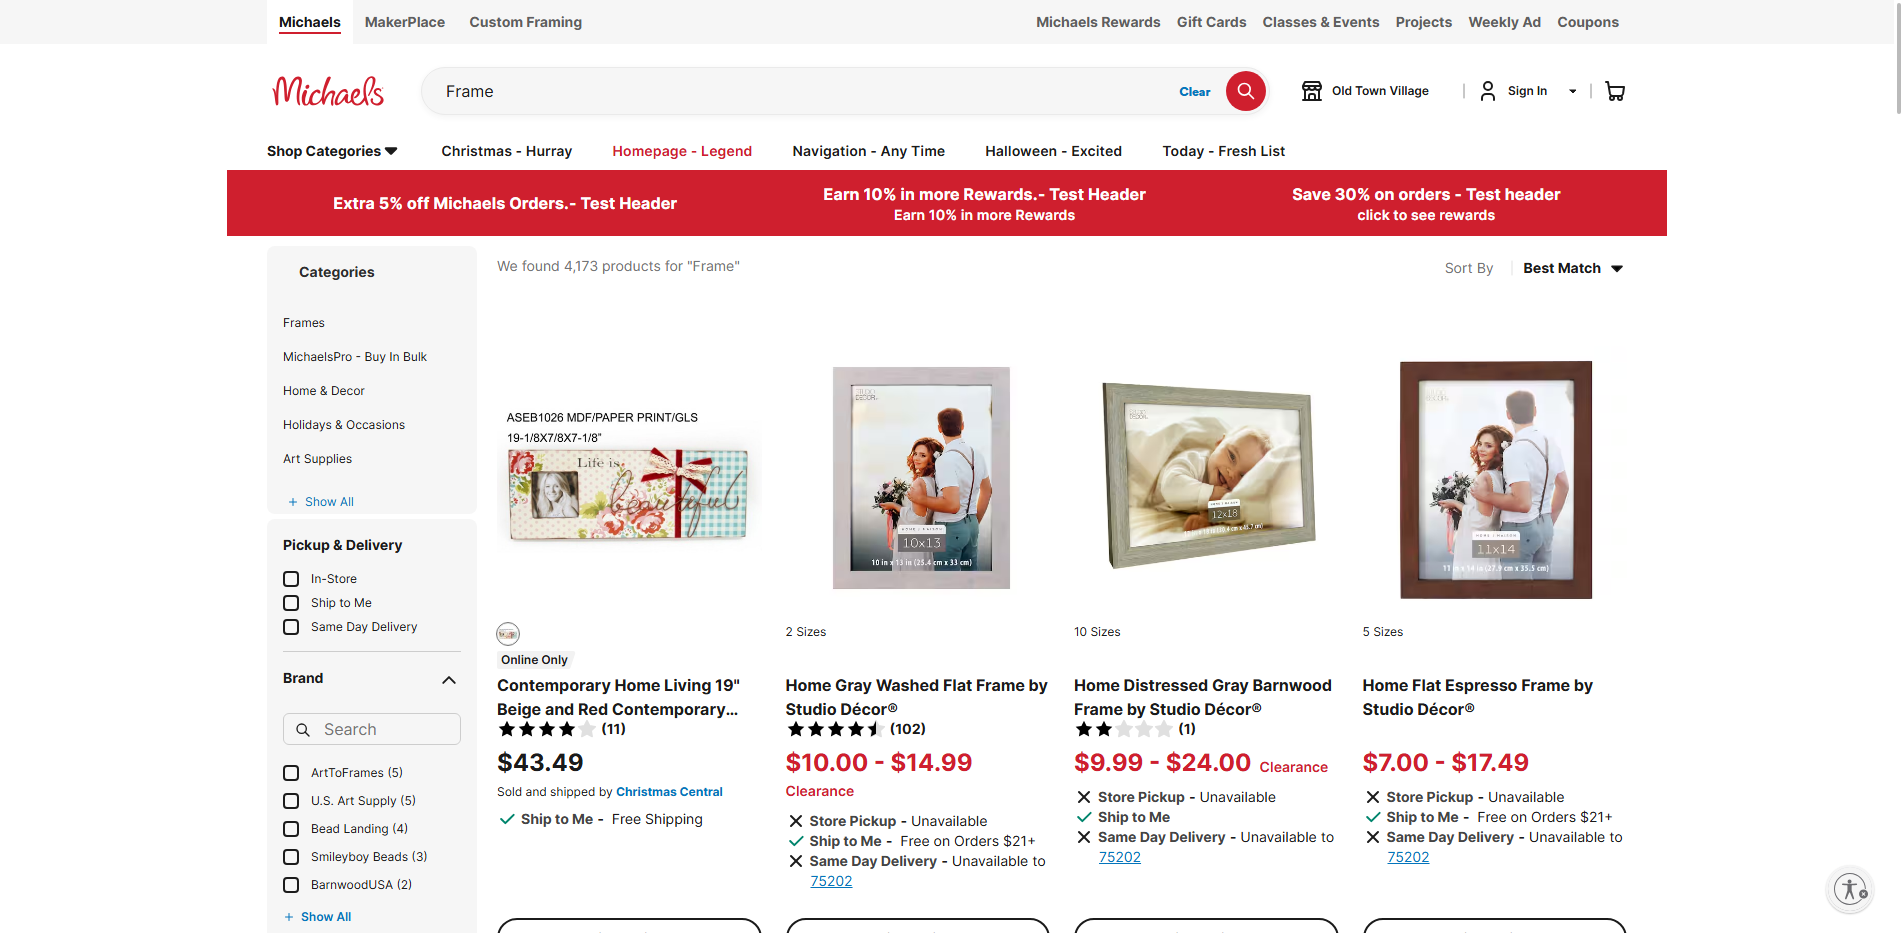 Michaels MakerPlace Custom Framing Michaels Rewards Gift Cards Classes & Events Projects Weekly Ad Coupons
Michaels Frame Clear Old Town Village Sign In
Shop Categories Christmas - Hurray Homepage - Legend Navigation - Any Time Halloween - Excited Today - Fresh List
Extra 5% off Michaels Orders.- Test Header
Earn 10% in more Rewards.- Test Header
Earn 10% in more Rewards
Save 30% on orders - Test header
click to see rewards
Categories
Frames
MichaelsPro - Buy In Bulk
Home & Decor
Holidays & Occasions
Art Supplies
+ Show All
Pickup & Delivery
In-Store
Ship to Me
Same Day Delivery
Brand
Search
ArtToFrames (5)
U.S. Art Supply (5)
Bead Landing (4)
Smileyboy Beads (3)
BarnwoodUSA (2)
+ Show All
We found 4,173 products for "Frame"
Sort By Best Match
ASEB1026 MDF/PAPER PRINT/GLS
19-1/8X7/8X7-1/8"
Life is
beautiful
Online Only
Contemporary Home Living 19"
Beige and Red Contemporary...
(11)
$43.49
Sold and shipped by Christmas Central
Ship to Me - Free Shipping
STUDIO
DECOR
10x13
10 in x 13 in (25.4 cm x 33 cm)
2 Sizes
Home Gray Washed Flat Frame by
Studio Décor®
(102)
$10.00 - $14.99
Clearance
Store Pickup - Unavailable
Ship to Me - Free on Orders $21+
Same Day Delivery - Unavailable to
75202
12x18
10 Sizes
Home Distressed Gray Barnwood
Frame by Studio Décor®
(1)
$9.99 - $24.00 Clearance
Store Pickup - Unavailable
Ship to Me
Same Day Delivery - Unavailable to
75202
11x14
11 in x 14 in (27.9 cm x 35.5 cm)
5 Sizes
Home Flat Espresso Frame by
Studio Décor®
$7.00 - $17.49
Store Pickup - Unavailable
Ship to Me - Free on Orders $21+
Same Day Delivery - Unavailable to
75202